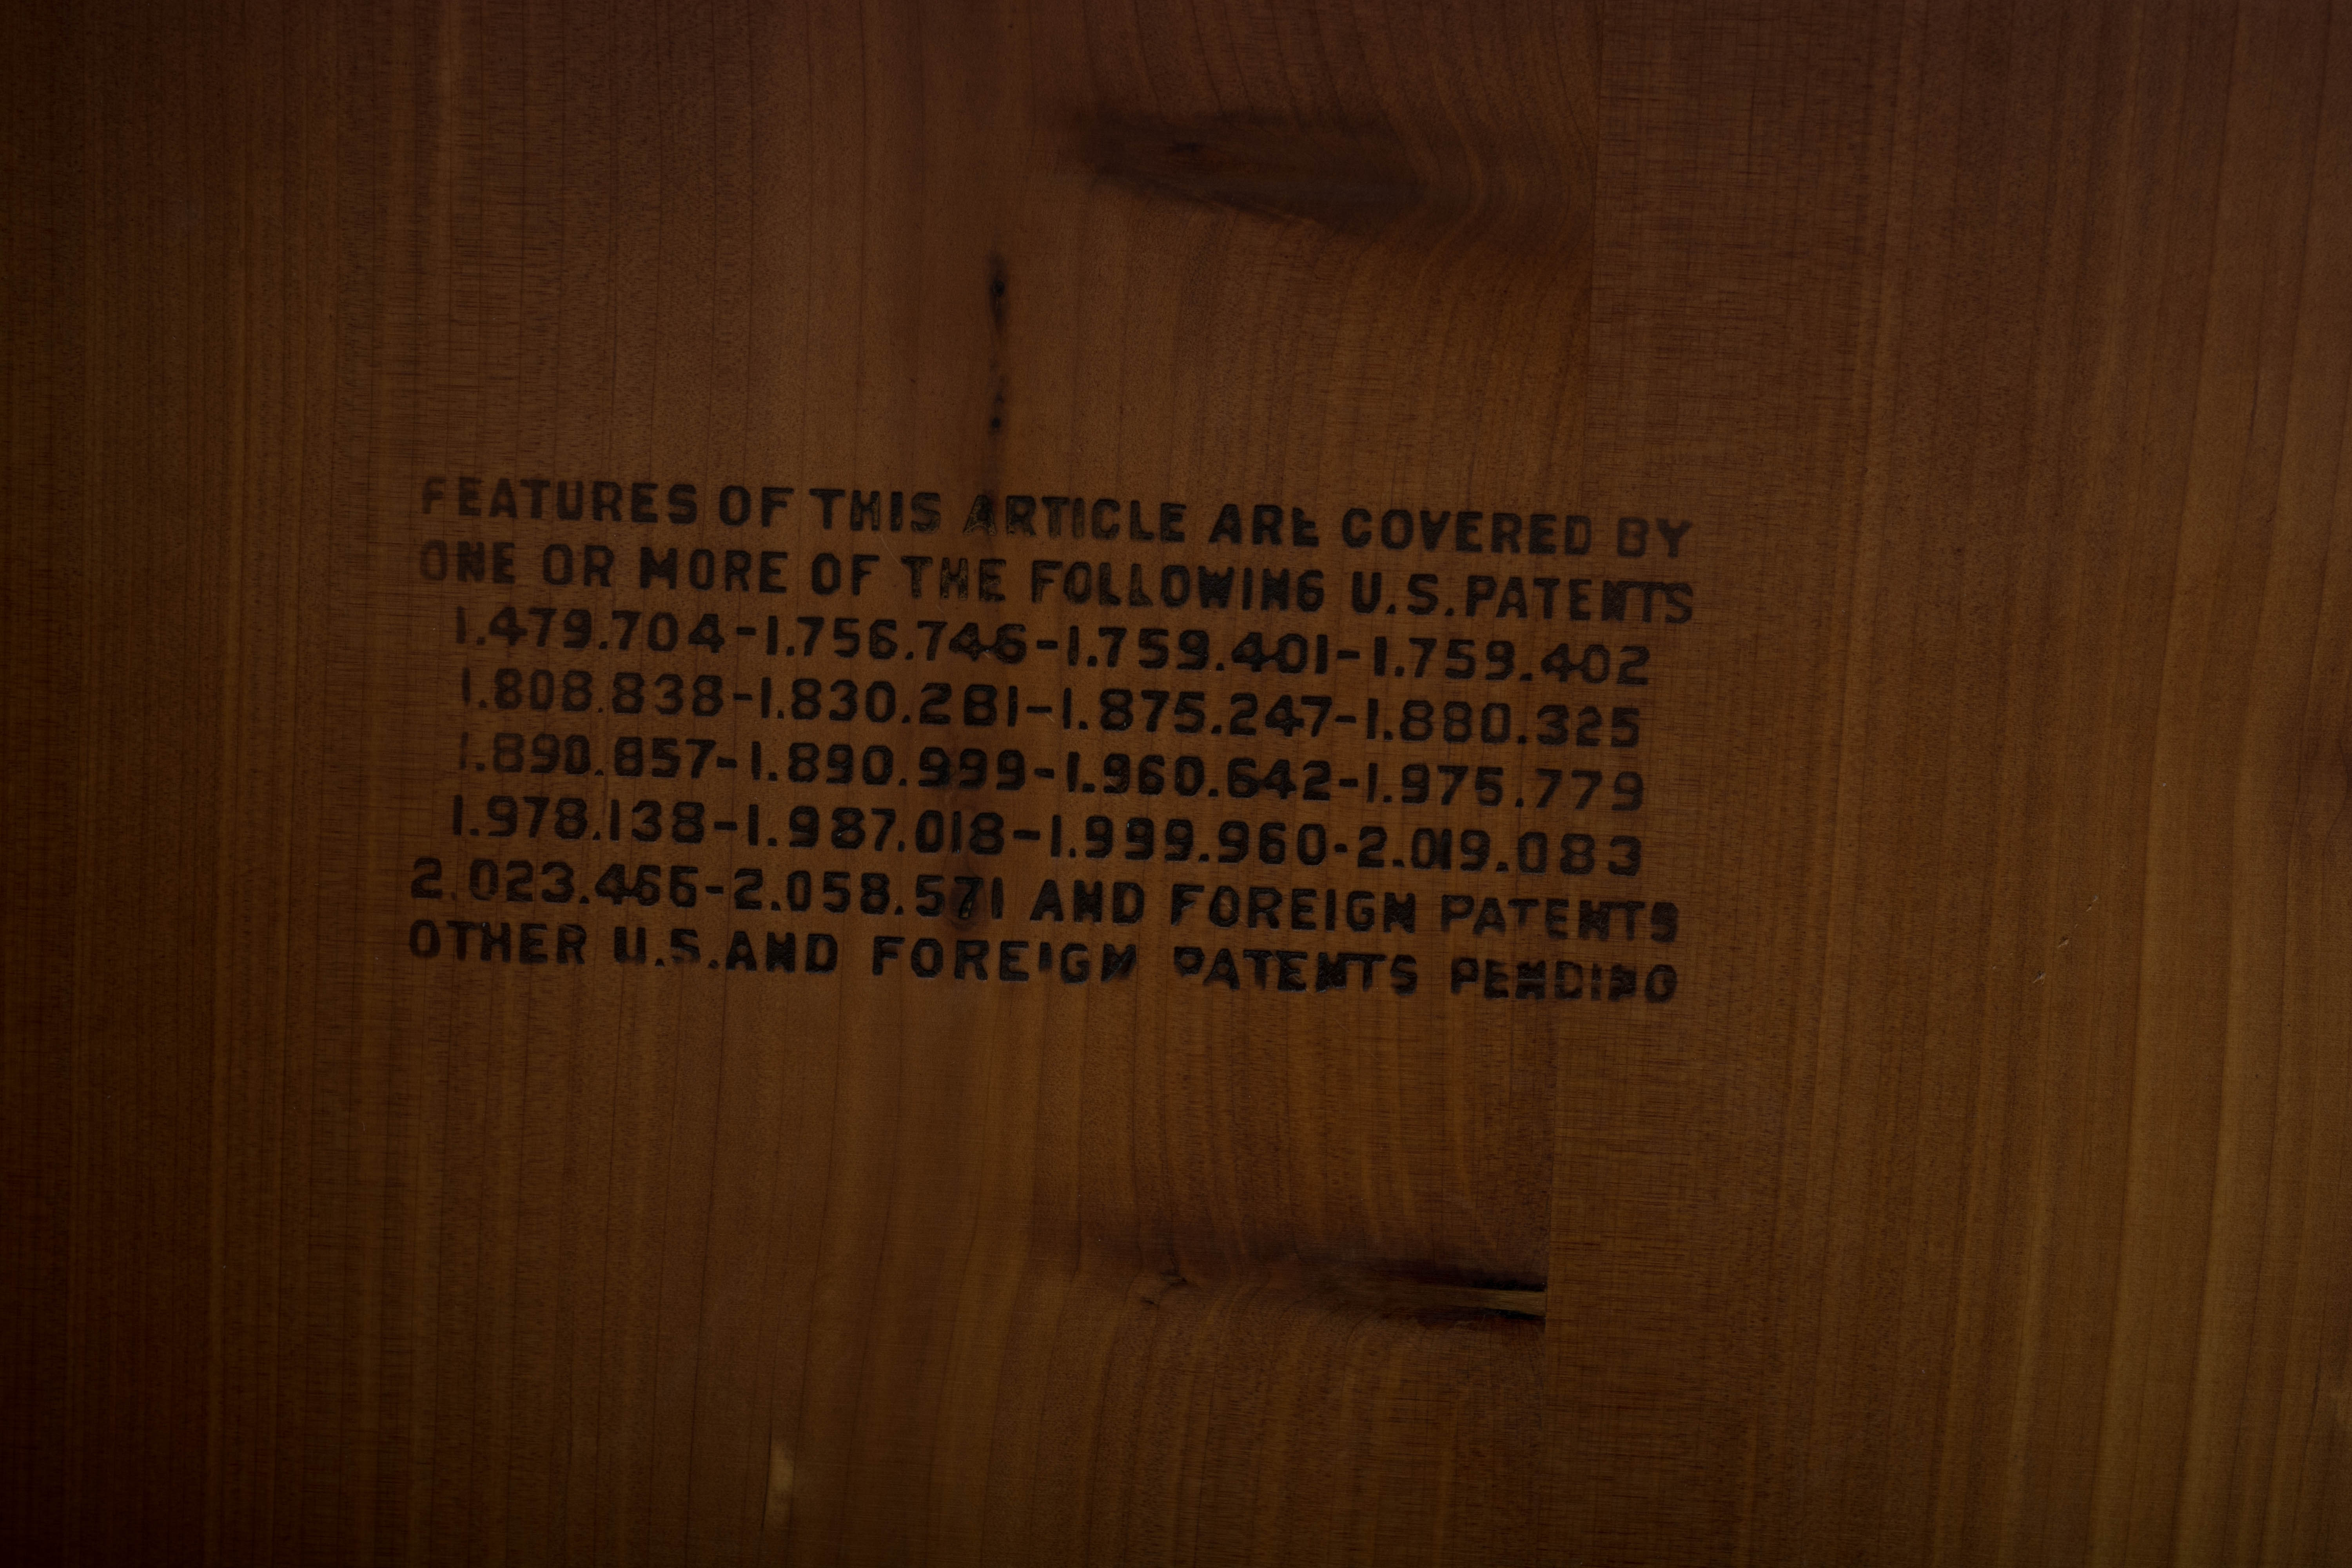 FEATURES OF THIS ARTICLE ARE COVERED BY
ONE OR MORE OF THE FOLLOWING U.S. PATENTS
1.479.704-1.756.746-1.759.401-1.759.402
1.808.838-1.830.281-1.875.247-1.880.325
1.890.857-1.890.999-1.960.642-1.975.779
1.978.138-1.987.018-1.999.960-2.019.083
2.023.466-2.058.571 AND FOREIGN PATENTS
OTHER U.S. AND FOREIGN PATENTS PENDING